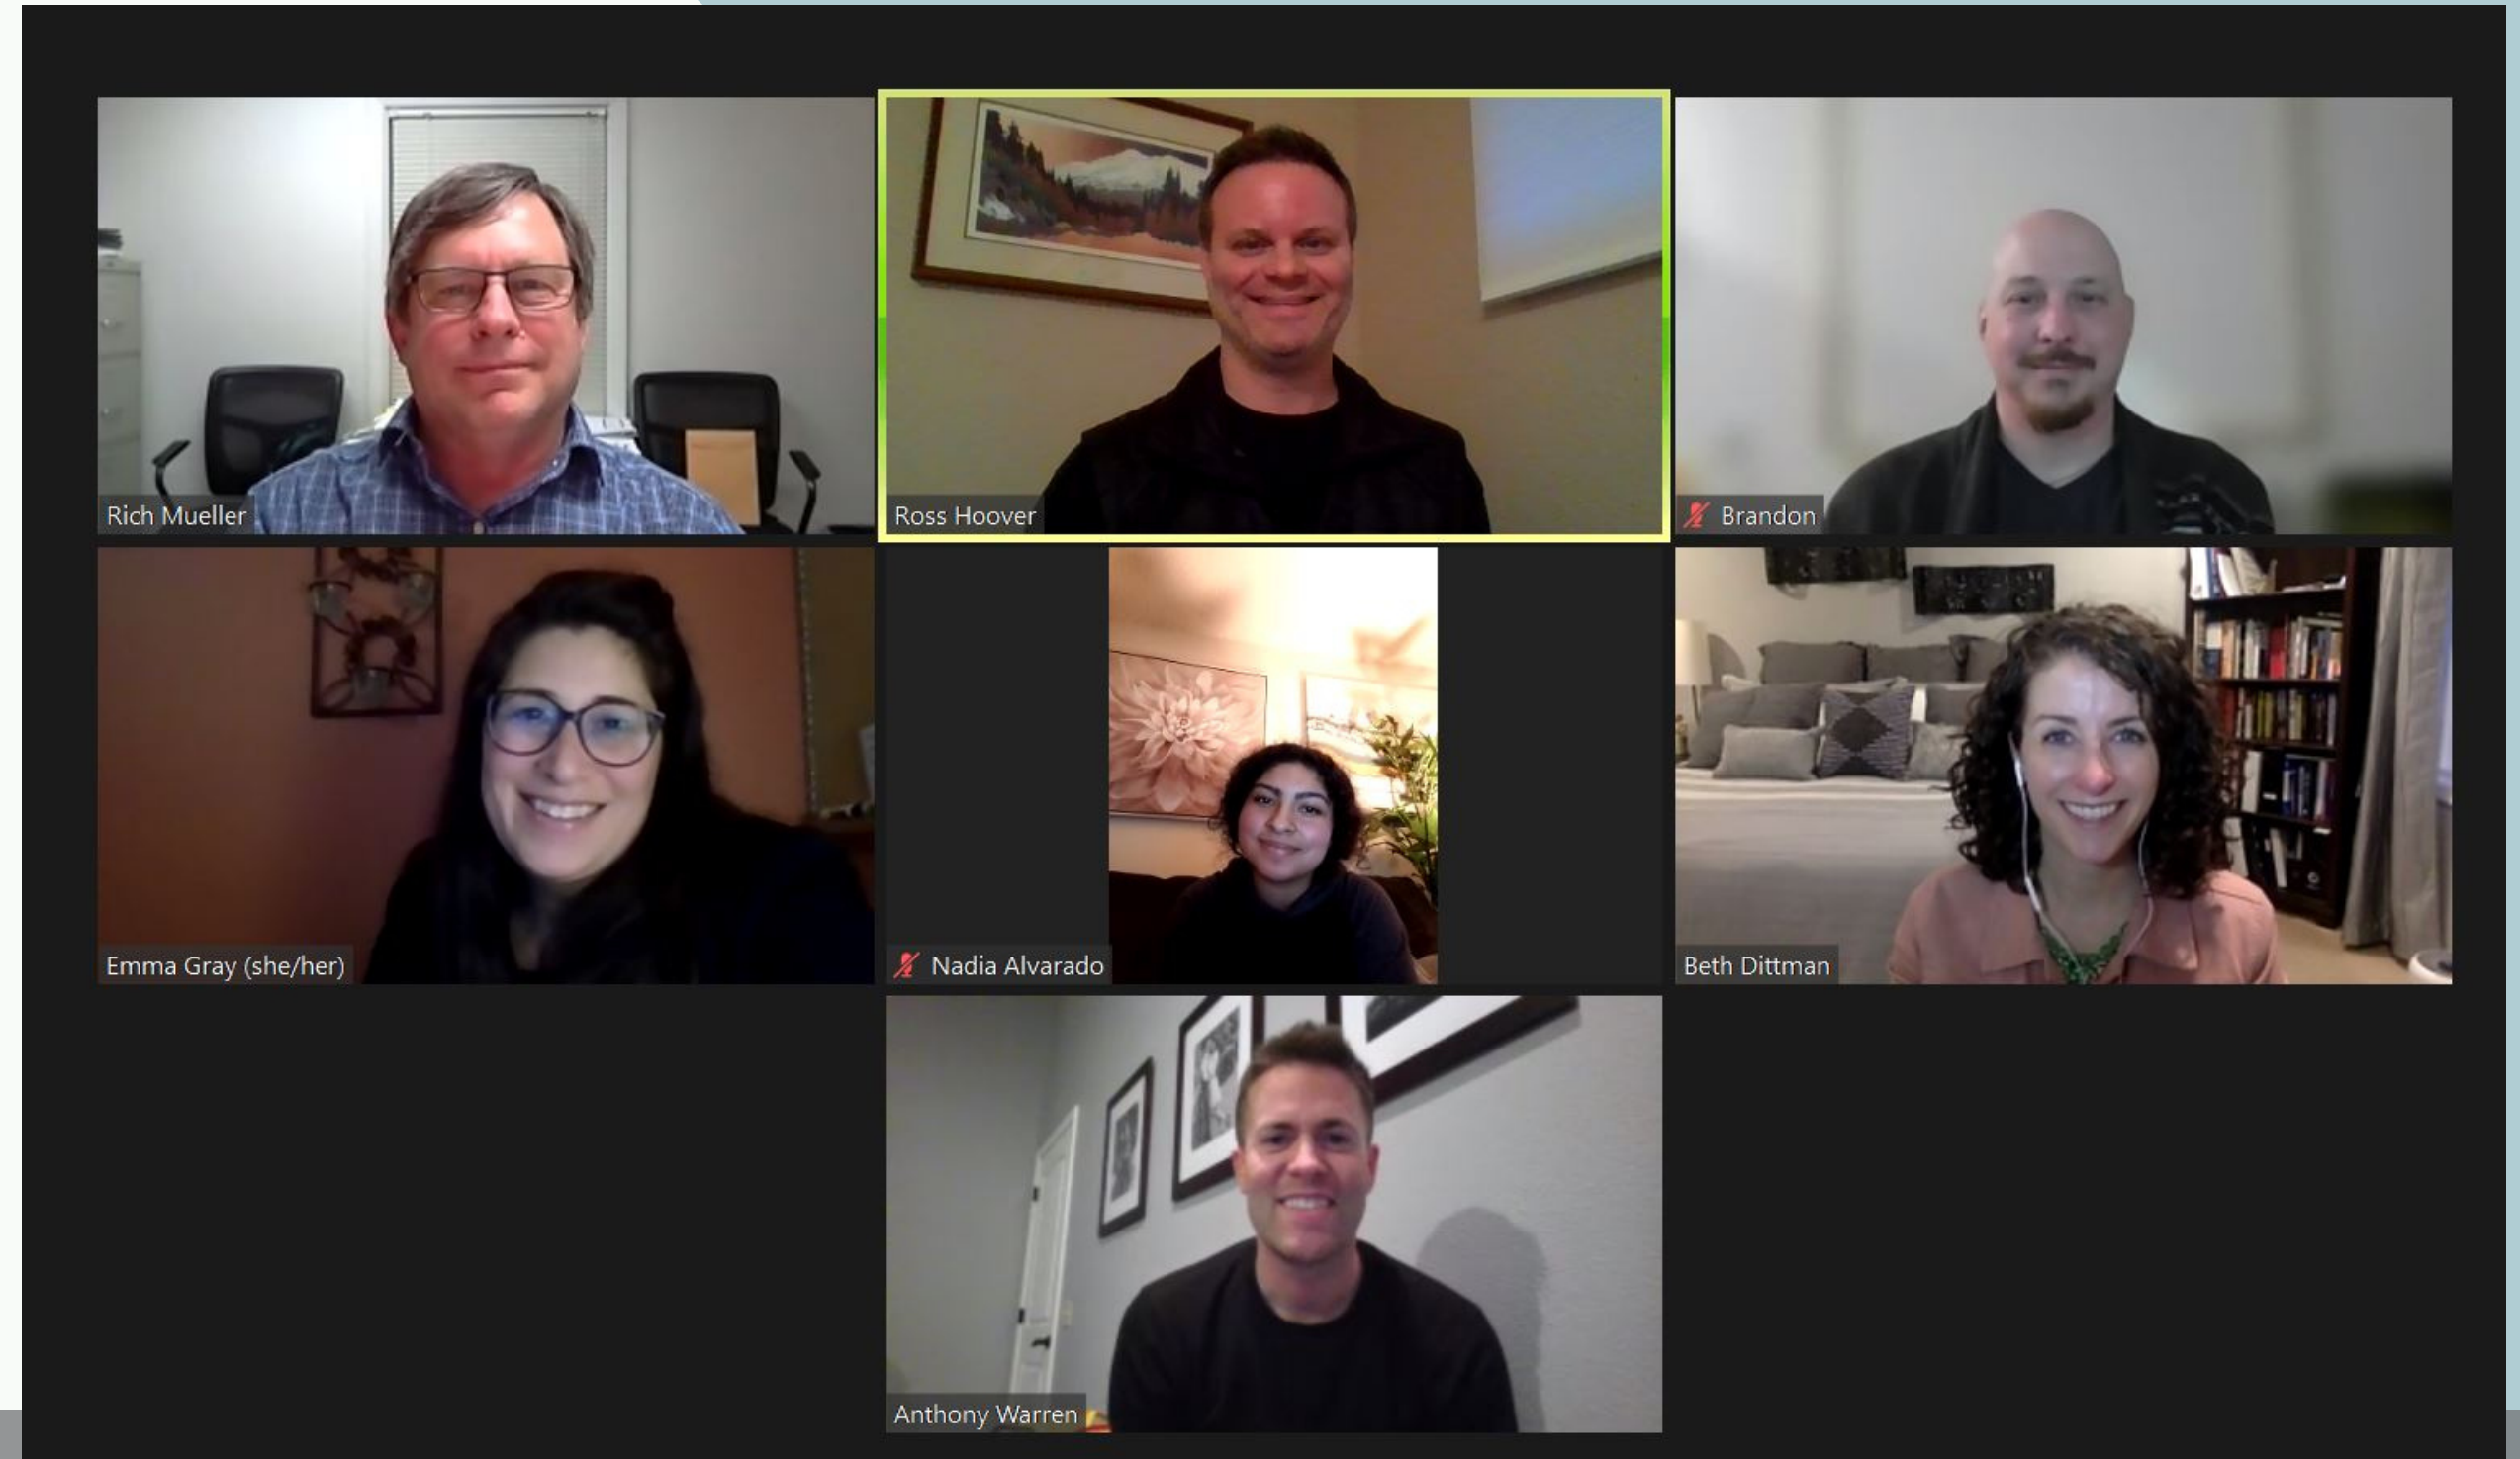 Rich Mueller
Ross Hoover
Brandon
Emma Gray (she/her)
Nadia Alvarado
Beth Dittman
Anthony Warren